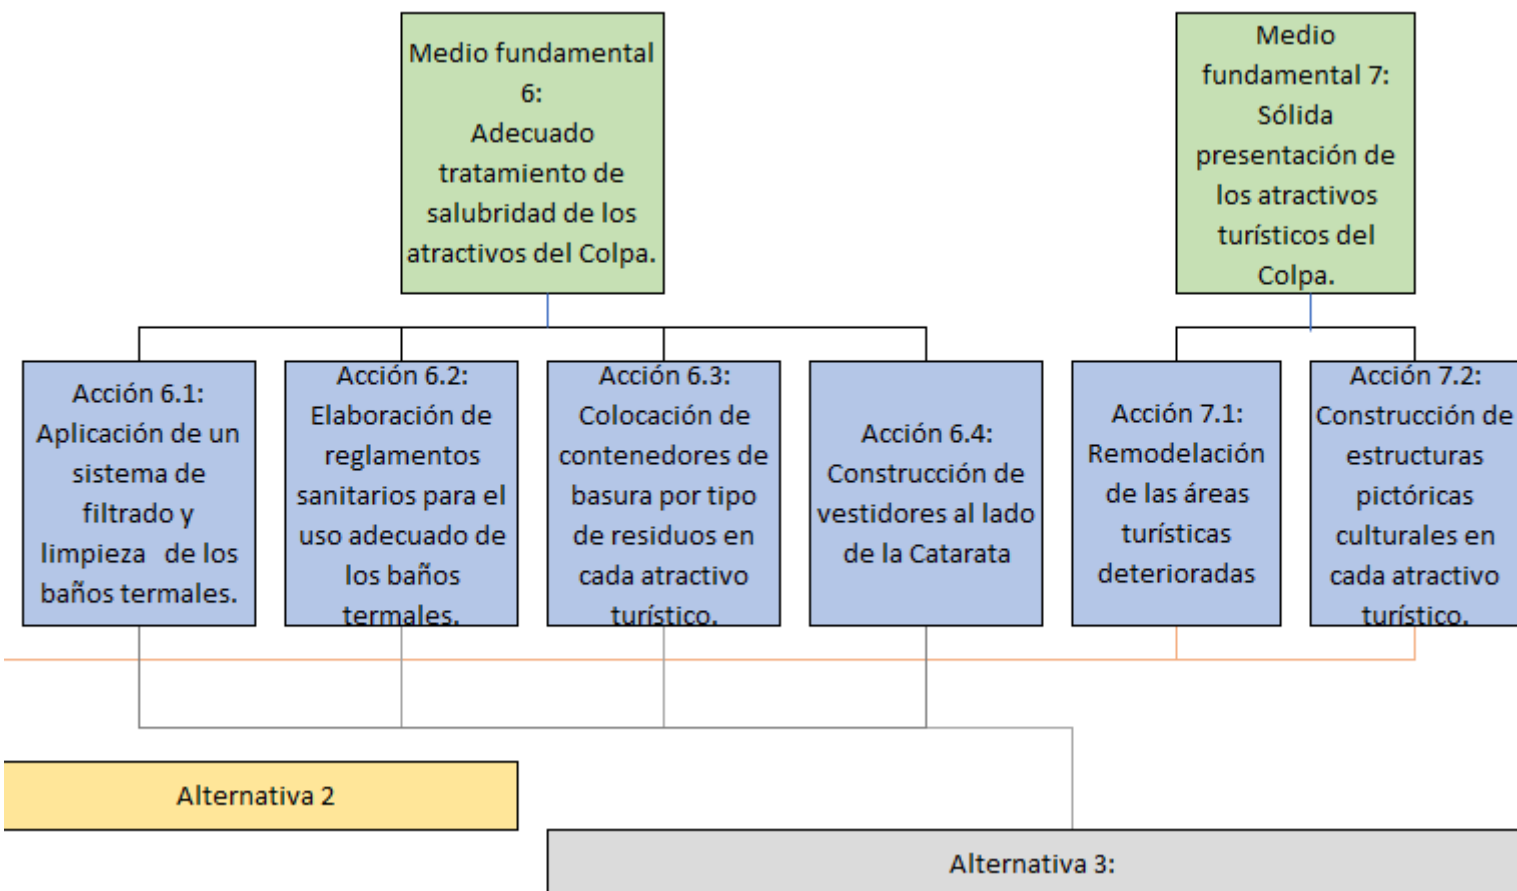 Medio fundamental
6:
Adecuado
tratamiento de
salubridad de los
atractivos del Colpa.
Medio
fundamental 7:
Sólida
presentación de
los atractivos
turísticos del
Colpa.
Acción 6.1:
Aplicación de un
sistema de
filtrado y
limpieza de los
baños termales.
Acción 6.2:
Elaboración de
reglamentos
sanitarios para el
uso adecuado de
los baños
termales.
Acción 6.3:
Colocación de
contenedores de
basura por tipo
de residuos en
cada atractivo
turístico.
Acción 6.4:
Construcción de
vestidores al lado
de la Catarata
Acción 7.1:
Remodelación
de las áreas
turísticas
deterioradas
Acción 7.2:
Construcción de
estructuras
pictóricas
culturales en
cada atractivo
turístico.
Alternativa 2
Alternativa 3: